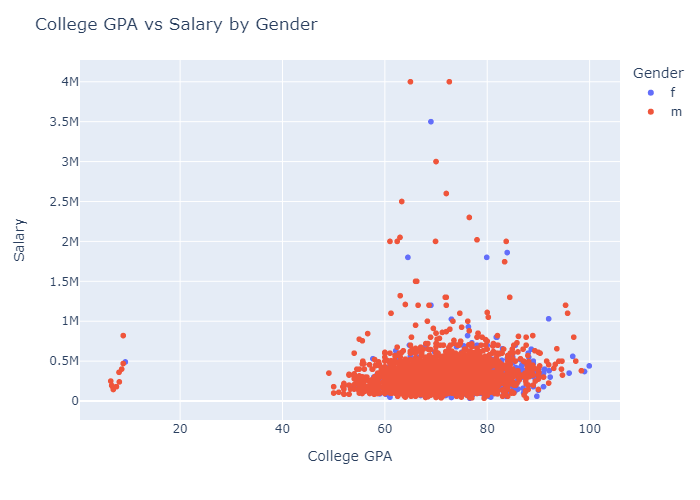 College GPA vs Salary by Gender
Gender
f
m
4M
3.5M
3M
2.5M
2M
1.5M
1M
0.5M
0
Salary
20
40
60
80
100
College GPA